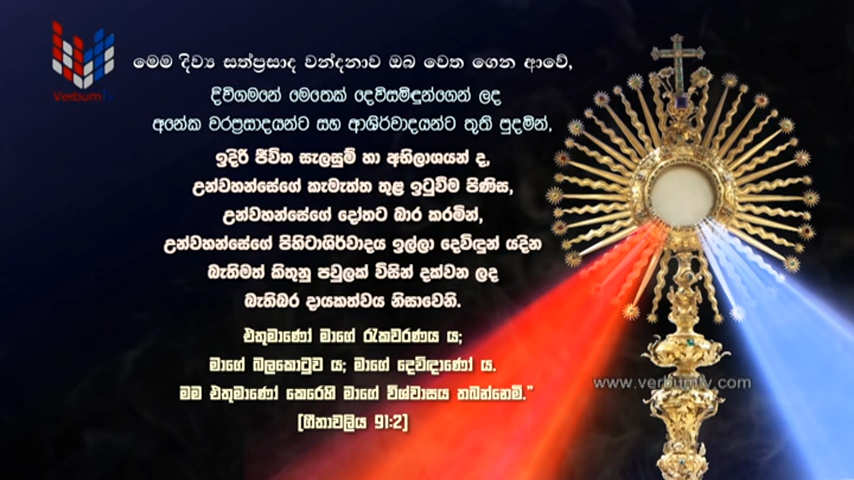 VerbumTV
මෙම දිව්‍ය සත්ප්‍රසාද වන්දනාව ඔබ වෙත ගෙන ආවේ,
දිවිගමනේ මෙතෙක් දෙව්සමිඳුන්ගෙන් ලද
අනේක වරප්‍රසාදයන්ට සහ ආශිර්වාදයන්ට තුති පුදමින්,
ඉදිරි ජීවිත සැලසුම් හා අභිලාශයන් ද,
උන්වහන්සේගේ කැමැත්ත තුළ ඉටුවීම පිණිස,
උන්වහන්සේගේ දෝතට බාර කරමින්,
උන්වහන්සේගේ පිහිටාශිර්වාදය ඉල්ලා දෙවිඳුන් යදින
බැතිමත් කිතුනු පවුලක් විසින් දක්වන ලද
බැතිබර දායකත්වය නිසාවෙනි.
එතුමාණෝ මාගේ රැකවරණය ය;
මාගේ බලකොටුව ය; මාගේ දෙවිඳාණෝ ය.
මම එතුමාණෝ කෙරෙහි මාගේ විශ්වාසය තබන්නෙමි.”
[ගීතාවලිය 91:2]
www.verbumtv.com